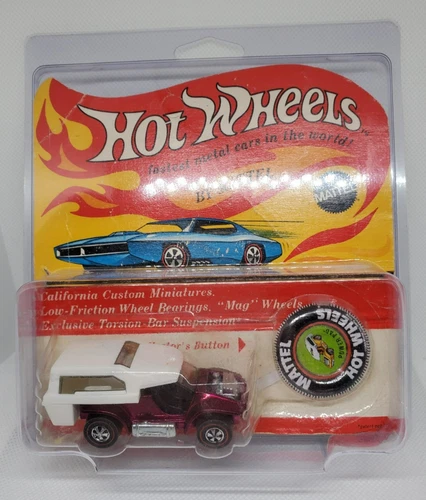 HOT WHEELS
fastest metal cars in the world!
BY MATTEL
MATTEL
California Custom Miniatures.
Low-Friction Wheel Bearings. "Mag" Wheels.
Exclusive Torsion-Bar Suspension
Button
HOT WHEELS
MATTEL